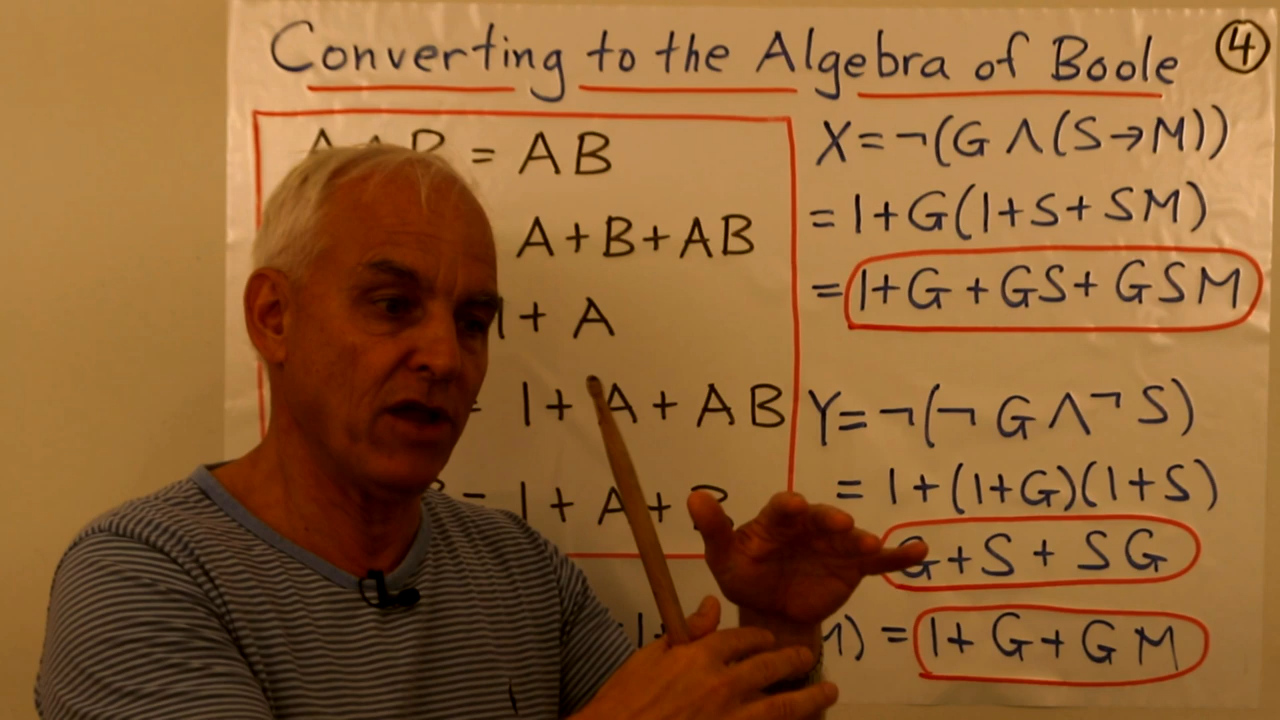 Converting to the Algebra of Boole ④
A ∧ B = AB
A+B+AB
1+ A
= 1+ A + AB
= 1+ A +
X=¬(G ∧(S→M))
= 1+G(1+S+SM)
= 1+G +GS+ GSM
Y=¬(¬ G ∧ ¬ S)
= 1+(1+G)(1+S)
G+S+ SG
M) = 1+ G+ GM